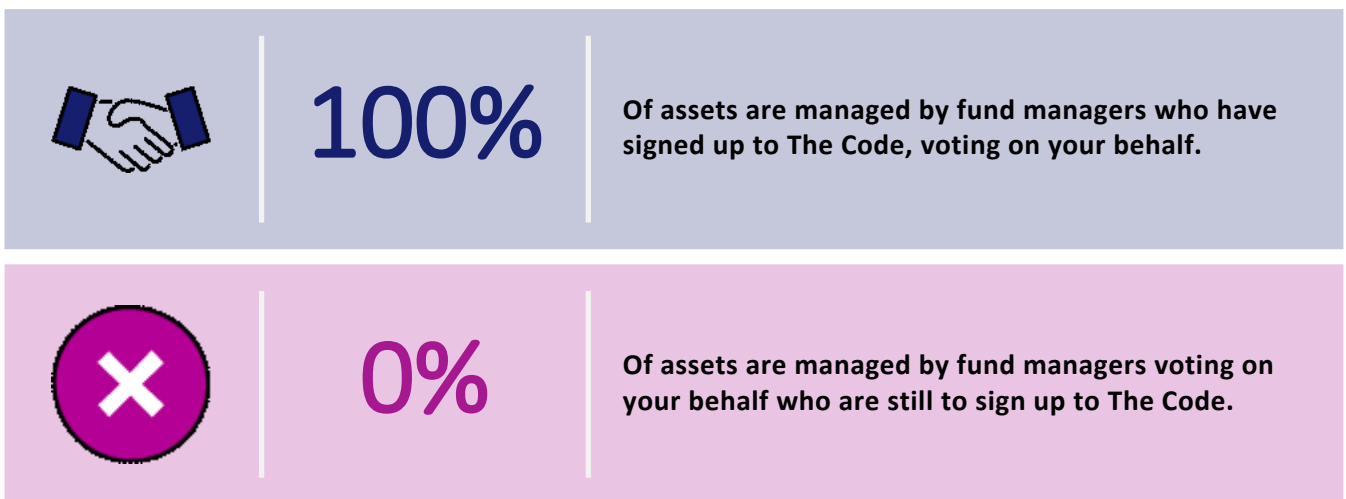 100%
Of assets are managed by fund managers who have
signed up to The Code, voting on your behalf.
0%
Of assets are managed by fund managers voting on
your behalf who are still to sign up to The Code.